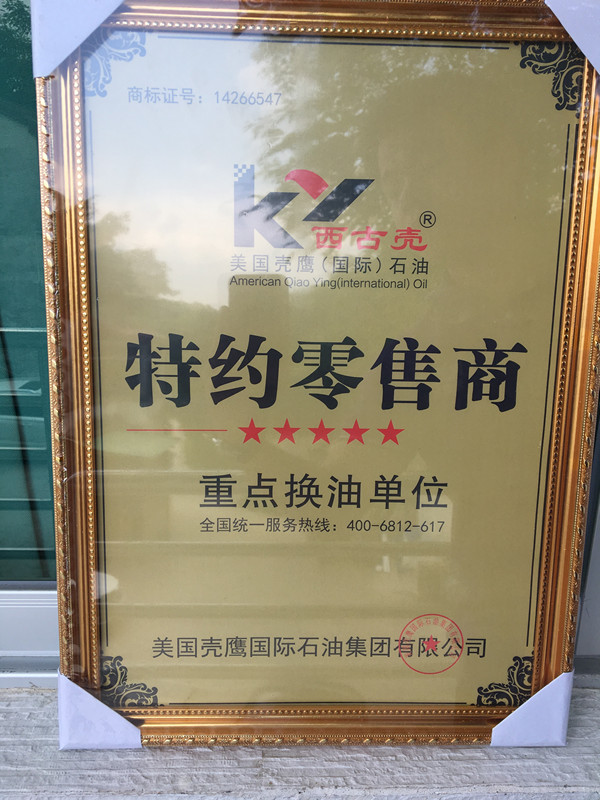 商标证号：14266547
KY 西古壳®
美国壳鹰（国际）石油
American Qiao Ying(international) Oil
特约零售商
★★★★★
重点换油单位
全国统一服务热线：400-6812-617
美国壳鹰国际石油集团有限公司